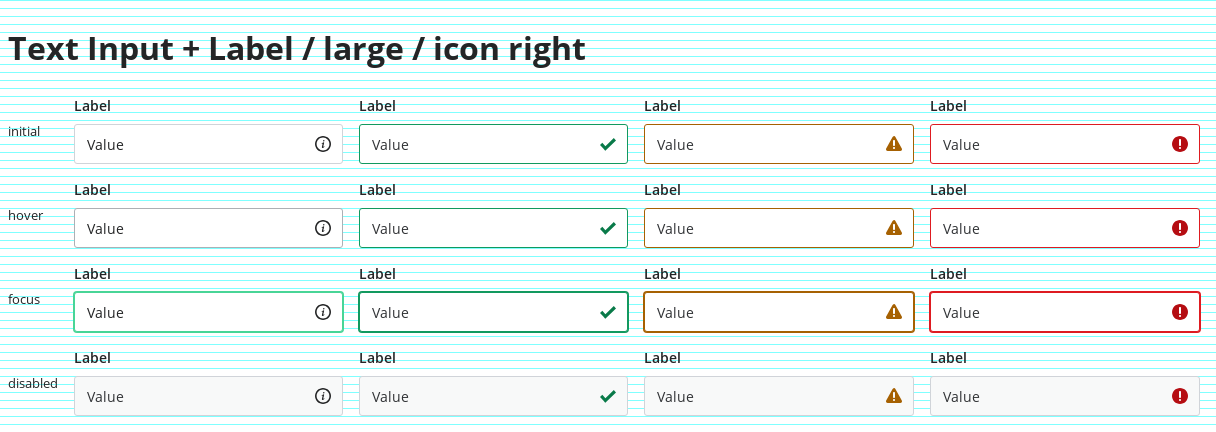 Text Input + Label / large / icon right
Label Label Label Label
initial Value Value Value Value
Label Label Label Label
hover Value Value Value Value
Label Label Label Label
focus Value Value Value Value
Label Label Label Label
disabled Value Value Value Value